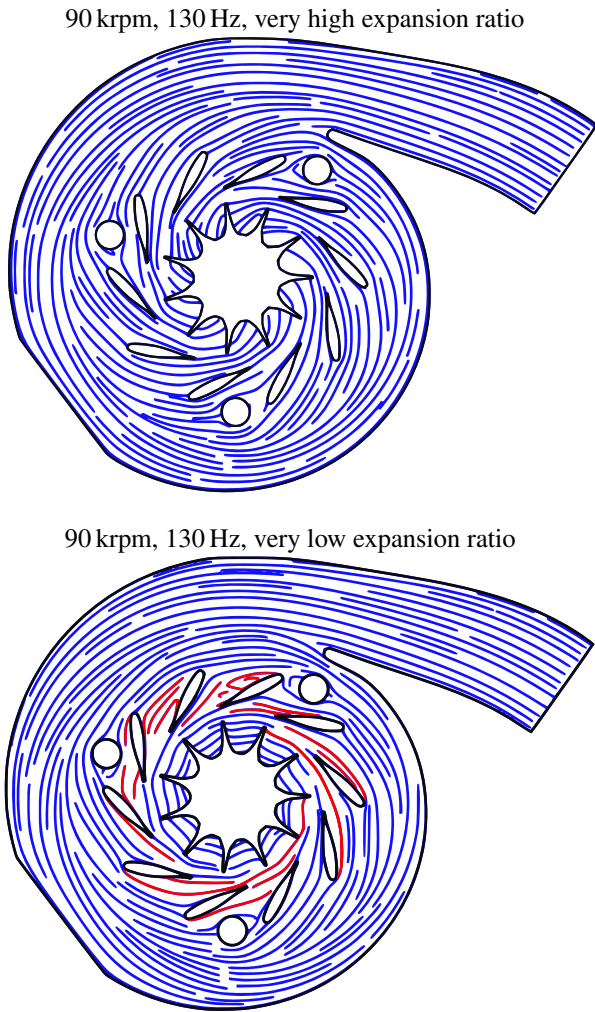 90 krpm, 130 Hz, very high expansion ratio
90 krpm, 130 Hz, very low expansion ratio